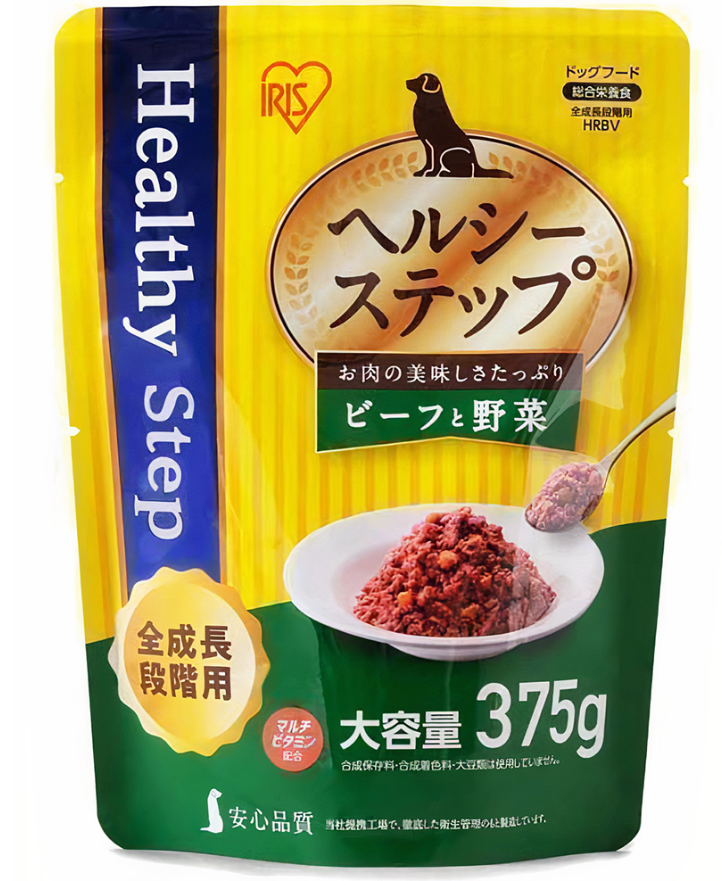 Healthy Step
IRIS
ドッグフード
総合栄養食
全成長段階用
HRBV
ヘルシー
ステップ
お肉の美味しさたっぷり
ビーフと野菜
全成長
段階用
マルチ
ビタミン
配合
大容量 375g
合成保存料・合成着色料・大豆類は使用していません。
安心品質 当社提携工場で、徹底した衛生管理のもと製造しています。